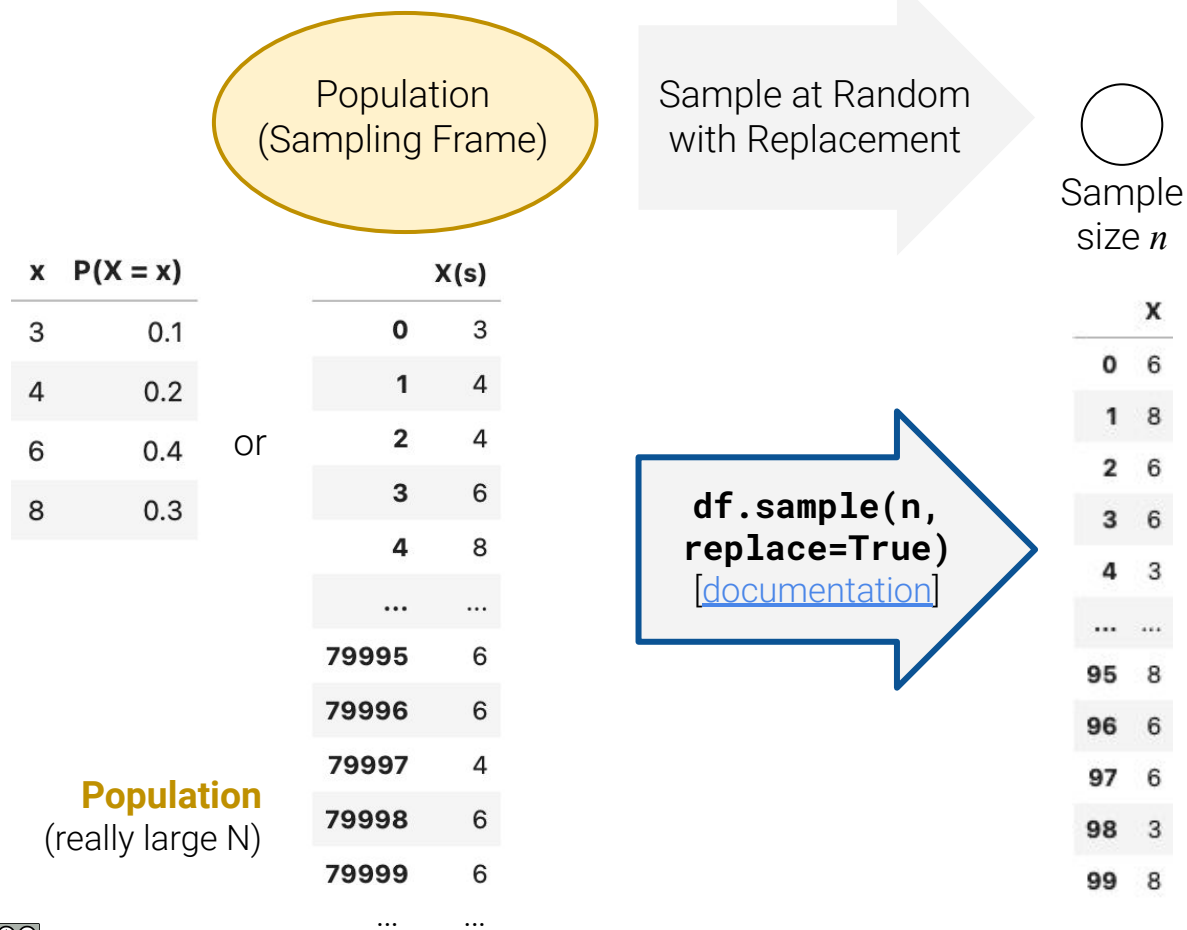 Population
(Sampling Frame)
Sample at Random
with Replacement
Sample
size n
x P(X = x)
3 0.1
4 0.2
6 0.4
8 0.3
or
X(s)
0 3
1 4
2 4
3 6
4 8
... ...
79995 6
79996 6
79997 4
79998 6
79999 6
... ...
Population
(really large N)
df.sample(n,
replace=True)
[documentation]
X
0 6
1 8
2 6
3 6
4 3
... ...
95 8
96 6
97 6
98 3
99 8